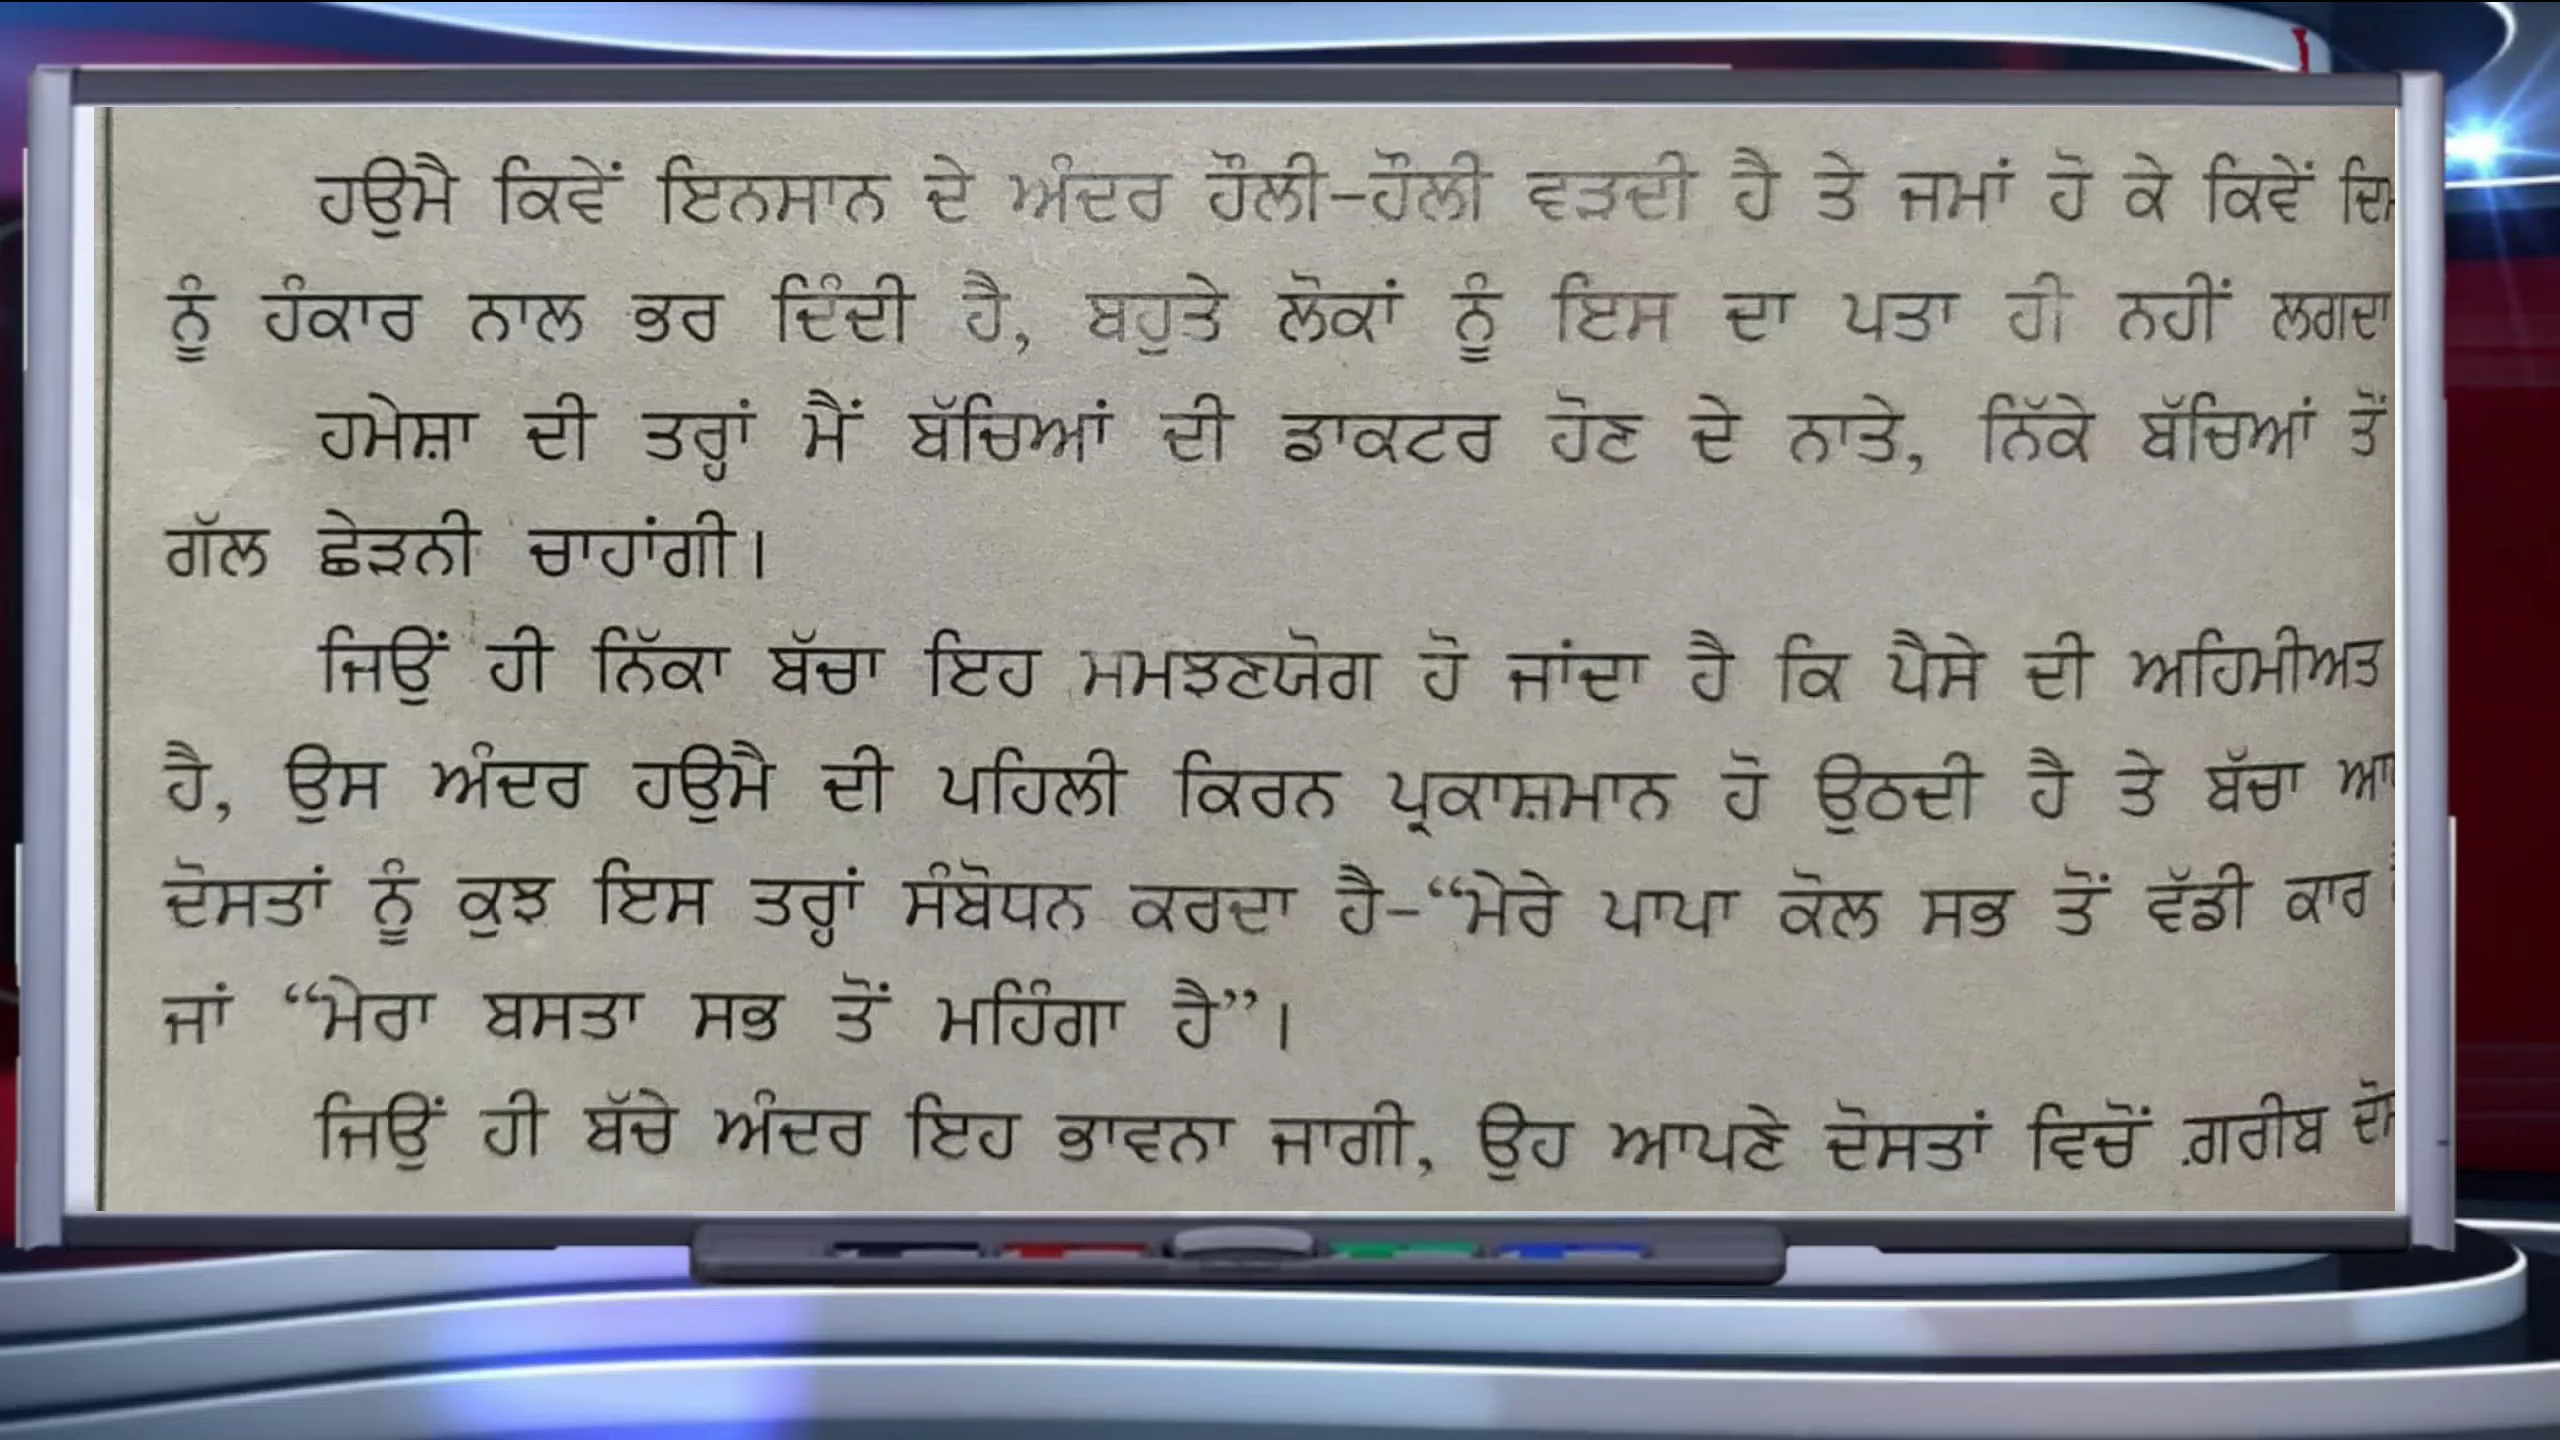 ਹਉਮੈ ਕਿਵੇਂ ਇਨਸਾਨ ਦੇ ਅੰਦਰ ਹੌਲੀ-ਹੌਲੀ ਵੜਦੀ ਹੈ ਤੇ ਜਮਾਂ ਹੋ ਕੇ ਕਿਵੇਂ
ਨੂੰ ਹੰਕਾਰ ਨਾਲ ਭਰ ਦਿੰਦੀ ਹੈ, ਬਹੁਤੇ ਲੋਕਾਂ ਨੂੰ ਇਸ ਦਾ ਪਤਾ ਹੀ ਨਹੀਂ ਲਗਦਾ
ਹਮੇਸ਼ਾ ਦੀ ਤਰ੍ਹਾਂ ਮੈਂ ਬੱਚਿਆਂ ਦੀ ਡਾਕਟਰ ਹੋਣ ਦੇ ਨਾਤੇ, ਨਿੱਕੇ ਬੱਚਿਆਂ ਤੋਂ
ਗੱਲ ਛੇੜਨੀ ਚਾਹਾਂਗੀ।
ਜਿਉਂ ਹੀ ਨਿੱਕਾ ਬੱਚਾ ਇਹ ਸਮਝਣਯੋਗ ਹੋ ਜਾਂਦਾ ਹੈ ਕਿ ਪੈਸੇ ਦੀ ਅਹਿਮੀਅਤ
ਹੈ, ਉਸ ਅੰਦਰ ਹਉਮੈ ਦੀ ਪਹਿਲੀ ਕਿਰਨ ਪ੍ਰਕਾਸ਼ਮਾਨ ਹੋ ਉਠਦੀ ਹੈ ਤੇ ਬੱਚਾ
ਦੋਸਤਾਂ ਨੂੰ ਕੁਝ ਇਸ ਤਰ੍ਹਾਂ ਸੰਬੋਧਨ ਕਰਦਾ ਹੈ-“ਮੇਰੇ ਪਾਪਾ ਕੋਲ ਸਭ ਤੋਂ ਵੱਡੀ ਕਾਰ
ਜਾਂ “ਮੇਰਾ ਬਸਤਾ ਸਭ ਤੋਂ ਮਹਿੰਗਾ ਹੈ”।
ਜਿਉਂ ਹੀ ਬੱਚੇ ਅੰਦਰ ਇਹ ਭਾਵਨਾ ਜਾਗੀ, ਉਹ ਆਪਣੇ ਦੋਸਤਾਂ ਵਿਚੋਂ ਗ਼ਰੀਬ